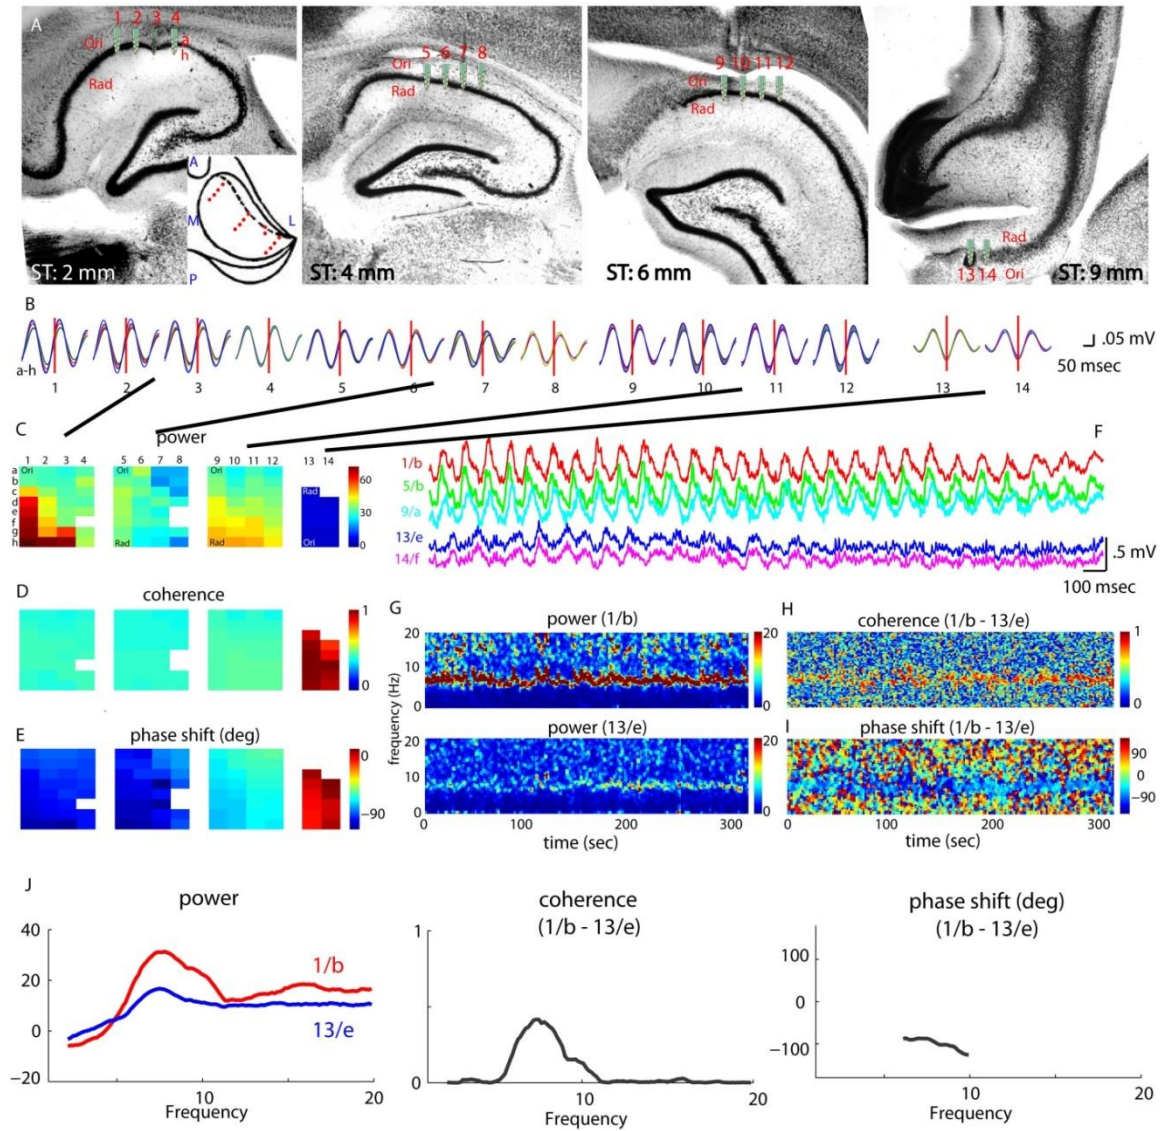 A
1 2 3 4
Ori a
h
Rad
A
M L
P
ST: 2 mm
5 6 7 8
Ori
Rad
ST: 4 mm
9 10 11 12
Ori
Rad
ST: 6 mm
Rad
13 14 Ori
ST: 9 mm
B
a-h
1 2 3 4 5 6 7 8 9 10 11 12 13 14
.05 mV
50 msec
C
power
1 2 3 4 5 6 7 8 9 10 11 12 13 14
a
b
c
d
e
f
g
h
Ori Ori Ori Rad
Rad Rad Ori
60
30
0
F
1/b
5/b
9/a
13/e
14/f
.5 mV
100 msec
D
coherence
1
0
E
phase shift (deg)
0
−90
G
power (1/b)
20
10
0
20
0
frequency (Hz)
power (13/e)
20
0
20
0
0 100 200 300
time (sec)
H
coherence (1/b - 13/e)
1
0
I
phase shift (1/b - 13/e)
90
0
−90
0 100 200 300
time (sec)
J
power
40
20
0
−20
1/b
13/e
10 20
Frequency
coherence
(1/b - 13/e)
1
0
10 20
Frequency
phase shift (deg)
(1/b - 13/e)
100
0
−100
10 20
Frequency